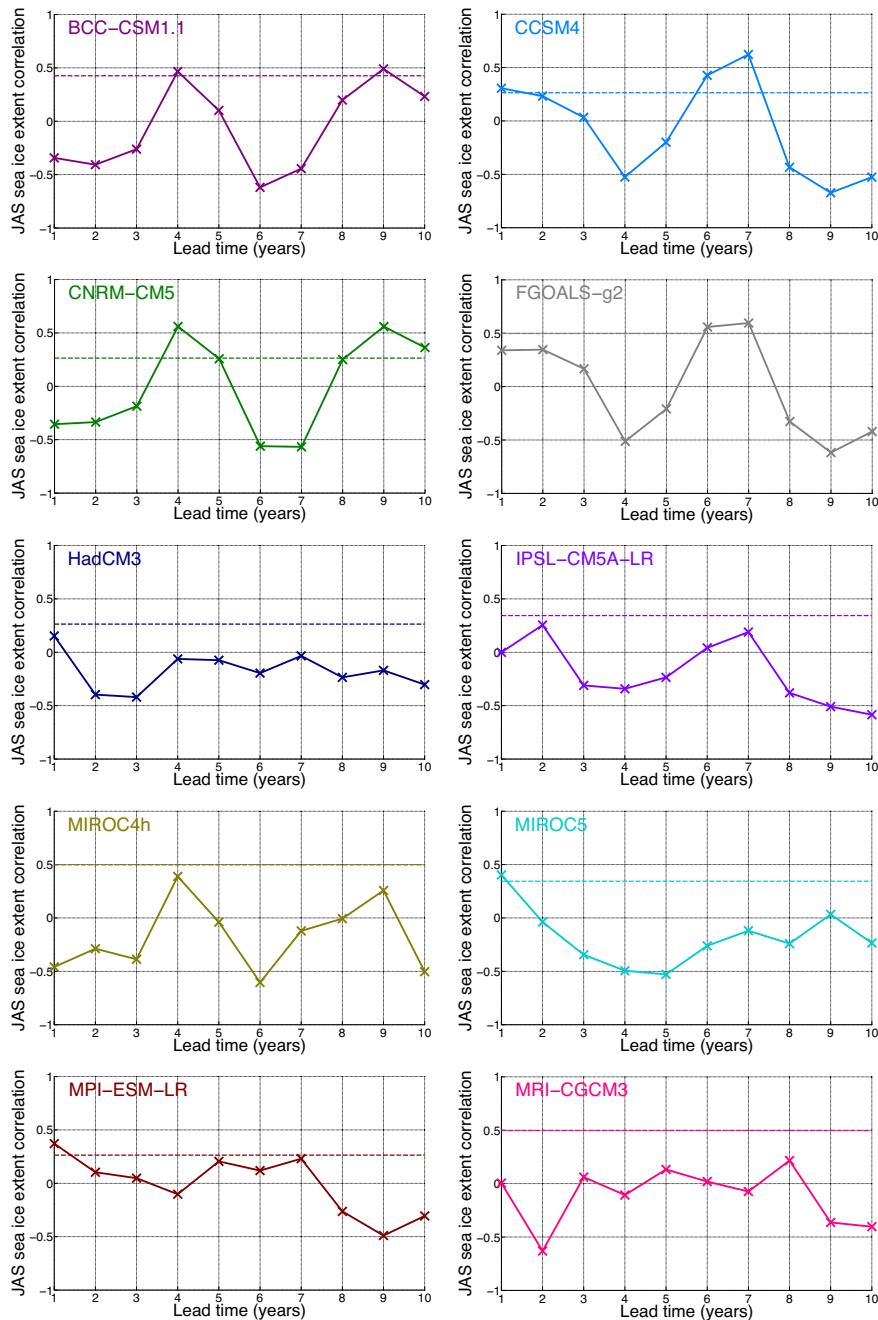 BCC−CSM1.1
JAS sea ice extent correlation
1
0.5
0
−0.5
−1
1 2 3 4 5 6 7 8 9 10
Lead time (years)
CCSM4
JAS sea ice extent correlation
1
0.5
0
−0.5
−1
1 2 3 4 5 6 7 8 9 10
Lead time (years)
CNRM−CM5
JAS sea ice extent correlation
1
0.5
0
−0.5
−1
1 2 3 4 5 6 7 8 9 10
Lead time (years)
FGOALS−g2
JAS sea ice extent correlation
1
0.5
0
−0.5
−1
1 2 3 4 5 6 7 8 9 10
Lead time (years)
HadCM3
JAS sea ice extent correlation
1
0.5
0
−0.5
−1
1 2 3 4 5 6 7 8 9 10
Lead time (years)
IPSL−CM5A−LR
JAS sea ice extent correlation
1
0.5
0
−0.5
−1
1 2 3 4 5 6 7 8 9 10
Lead time (years)
MIROC4h
JAS sea ice extent correlation
1
0.5
0
−0.5
−1
1 2 3 4 5 6 7 8 9 10
Lead time (years)
MIROC5
JAS sea ice extent correlation
1
0.5
0
−0.5
−1
1 2 3 4 5 6 7 8 9 10
Lead time (years)
MPI−ESM−LR
JAS sea ice extent correlation
1
0.5
0
−0.5
−1
1 2 3 4 5 6 7 8 9 10
Lead time (years)
MRI−CGCM3
JAS sea ice extent correlation
1
0.5
0
−0.5
−1
1 2 3 4 5 6 7 8 9 10
Lead time (years)